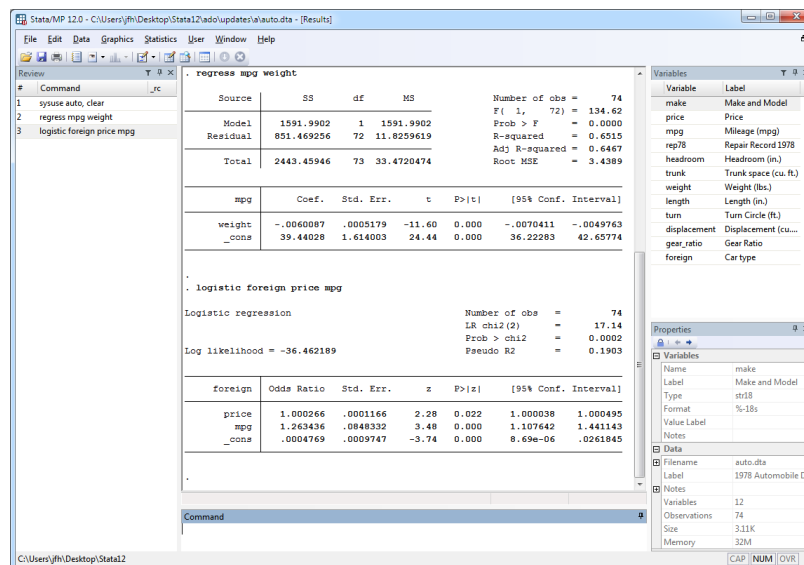 Stata/MP 12.0 - C:\Users\jfh\Desktop\Stata12\ado\updates\a\auto.dta - [Results]
File Edit Data Graphics Statistics User Window Help
Review
# Command _rc
1 sysuse auto, clear
2 regress mpg weight
3 logistic foreign price mpg
. regress mpg weight
Source SS df MS Number of obs = 74
F( 1, 72) = 134.62
Model 1591.9902 1 1591.9902 Prob > F = 0.0000
Residual 851.469256 72 11.8259619 R-squared = 0.6515
Adj R-squared = 0.6467
Total 2443.45946 73 33.4720474 Root MSE = 3.4389
mpg Coef. Std. Err. t P>|t| [95% Conf. Interval]
weight -.0060087 .0005179 -11.60 0.000 -.0070411 -.0049763
_cons 39.44028 1.614003 24.44 0.000 36.22283 42.65774
.
. logistic foreign price mpg
Logistic regression Number of obs = 74
LR chi2(2) = 17.14
Prob > chi2 = 0.0002
Log likelihood = -36.462189 Pseudo R2 = 0.1903
foreign Odds Ratio Std. Err. z P>|z| [95% Conf. Interval]
price 1.000266 .0001166 2.28 0.022 1.000038 1.000495
mpg 1.263436 .0848332 3.48 0.000 1.107642 1.441143
_cons .0004769 .0009747 -3.74 0.000 8.69e-06 .0261845
.
Command
Variables
Variable Label
make Make and Model
price Price
mpg Mileage (mpg)
rep78 Repair Record 1978
headroom Headroom (in.)
trunk Trunk space (cu. ft.)
weight Weight (lbs.)
length Length (in.)
turn Turn Circle (ft.)
displacement Displacement (cu....
gear_ratio Gear Ratio
foreign Car type
Properties
Variables
Name make
Label Make and Model
Type str18
Format %-18s
Value Label
Notes
Data
Filename auto.dta
Label 1978 Automobile D
Notes
Variables 12
Observations 74
Size 3.11K
Memory 32M
C:\Users\jfh\Desktop\Stata12
CAP NUM OVR